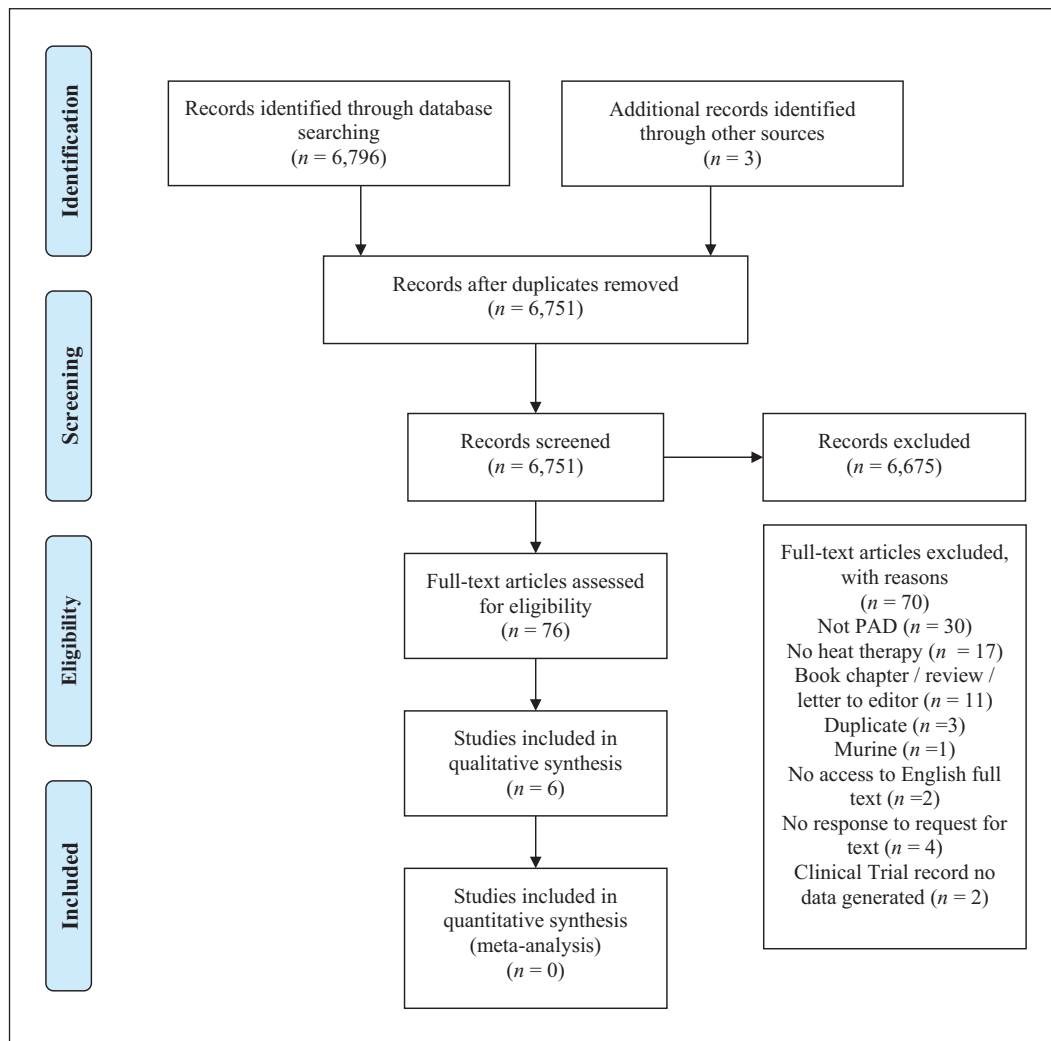 Identification
Records identified through database
searching
(n = 6,796)
Additional records identified
through other sources
(n = 3)
Records after duplicates removed
(n = 6,751)
Screening
Records screened
(n = 6,751)
Records excluded
(n = 6,675)
Eligibility
Full-text articles assessed
for eligibility
(n = 76)
Full-text articles excluded,
with reasons
(n = 70)
Not PAD (n = 30)
No heat therapy (n = 17)
Book chapter / review /
letter to editor (n = 11)
Duplicate (n =3)
Murine (n =1)
No access to English full
text (n =2)
No response to request for
text (n = 4)
Clinical Trial record no
data generated (n = 2)
Studies included in
qualitative synthesis
(n = 6)
Included
Studies included in
quantitative synthesis
(meta-analysis)
(n = 0)